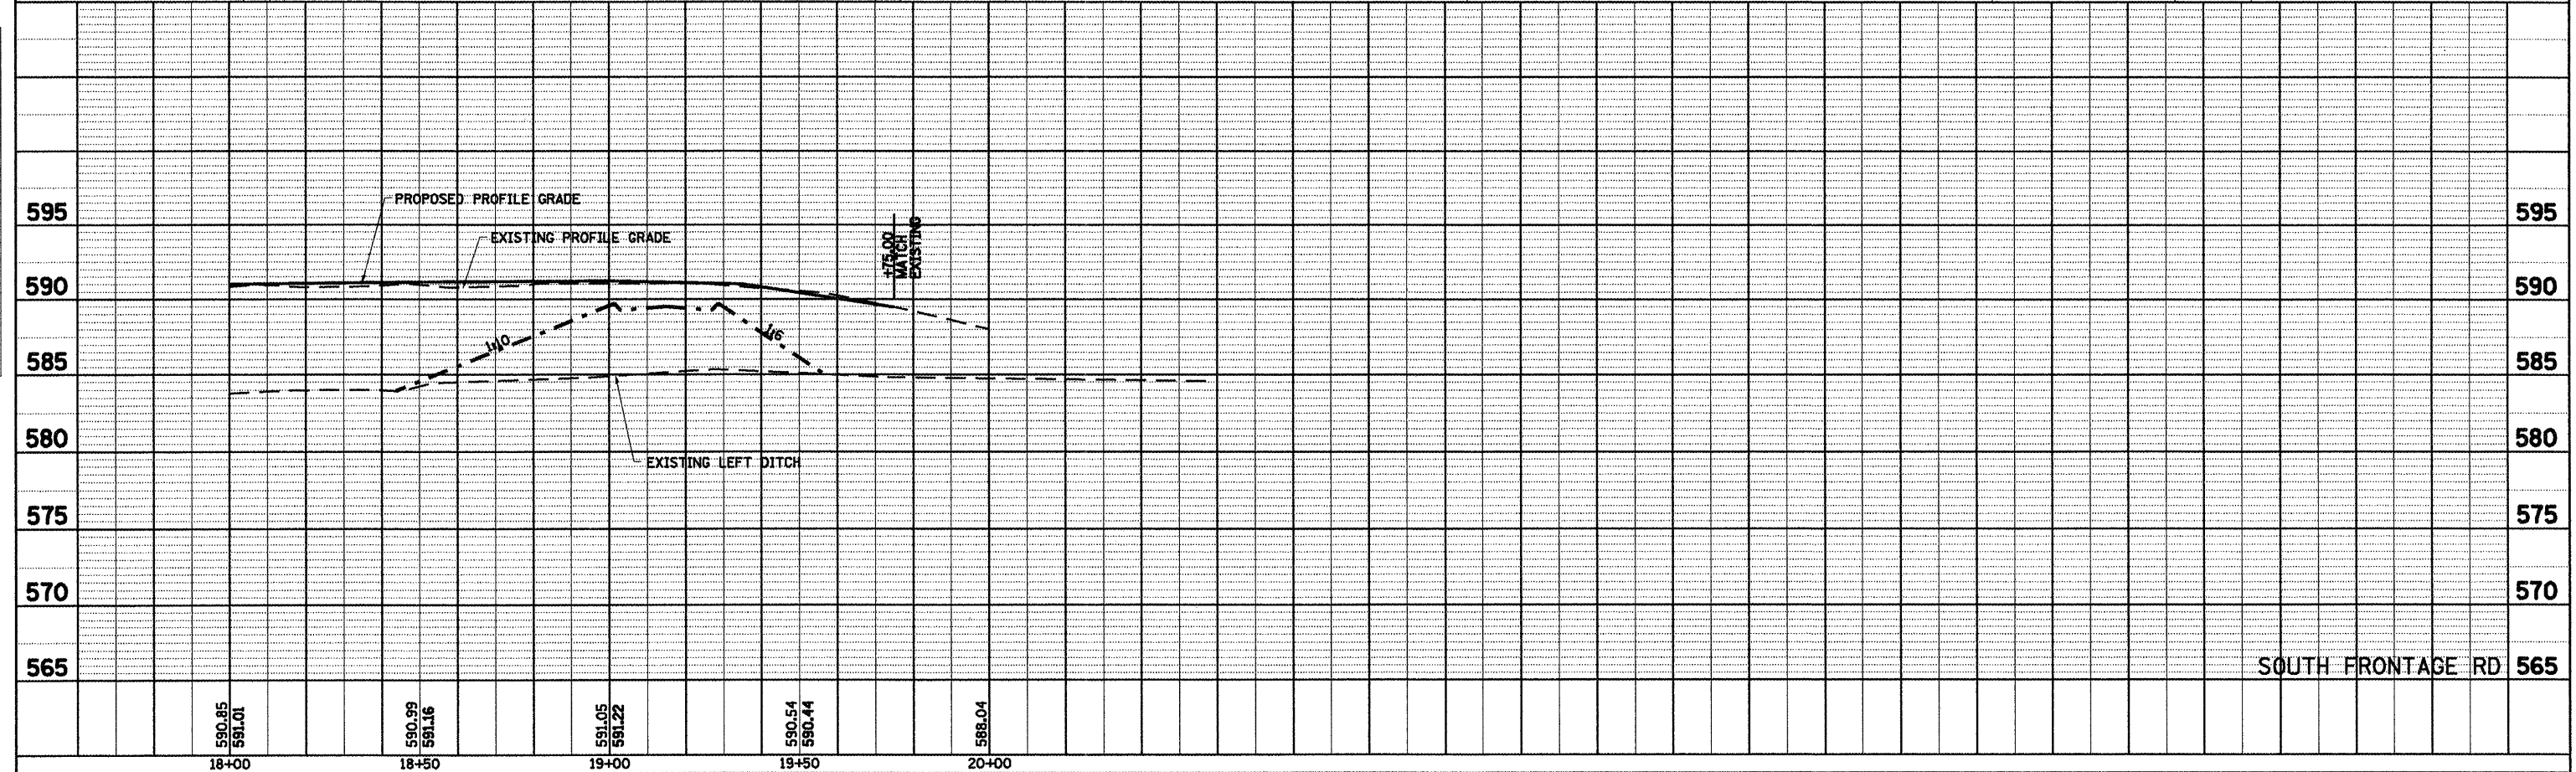 PROPOSED PROFILE GRADE
EXISTING PROFILE GRADE
+75.00
MATCH
EXISTING
595 595
590 590
1:10
1:6
585 585
580 580
EXISTING LEFT DITCH
575 575
570 570
565 SOUTH FRONTAGE RD 565
590.85
591.01
590.99
591.16
591.05
591.22
590.54
590.44
588.04
18+00 18+50 19+00 19+50 20+00